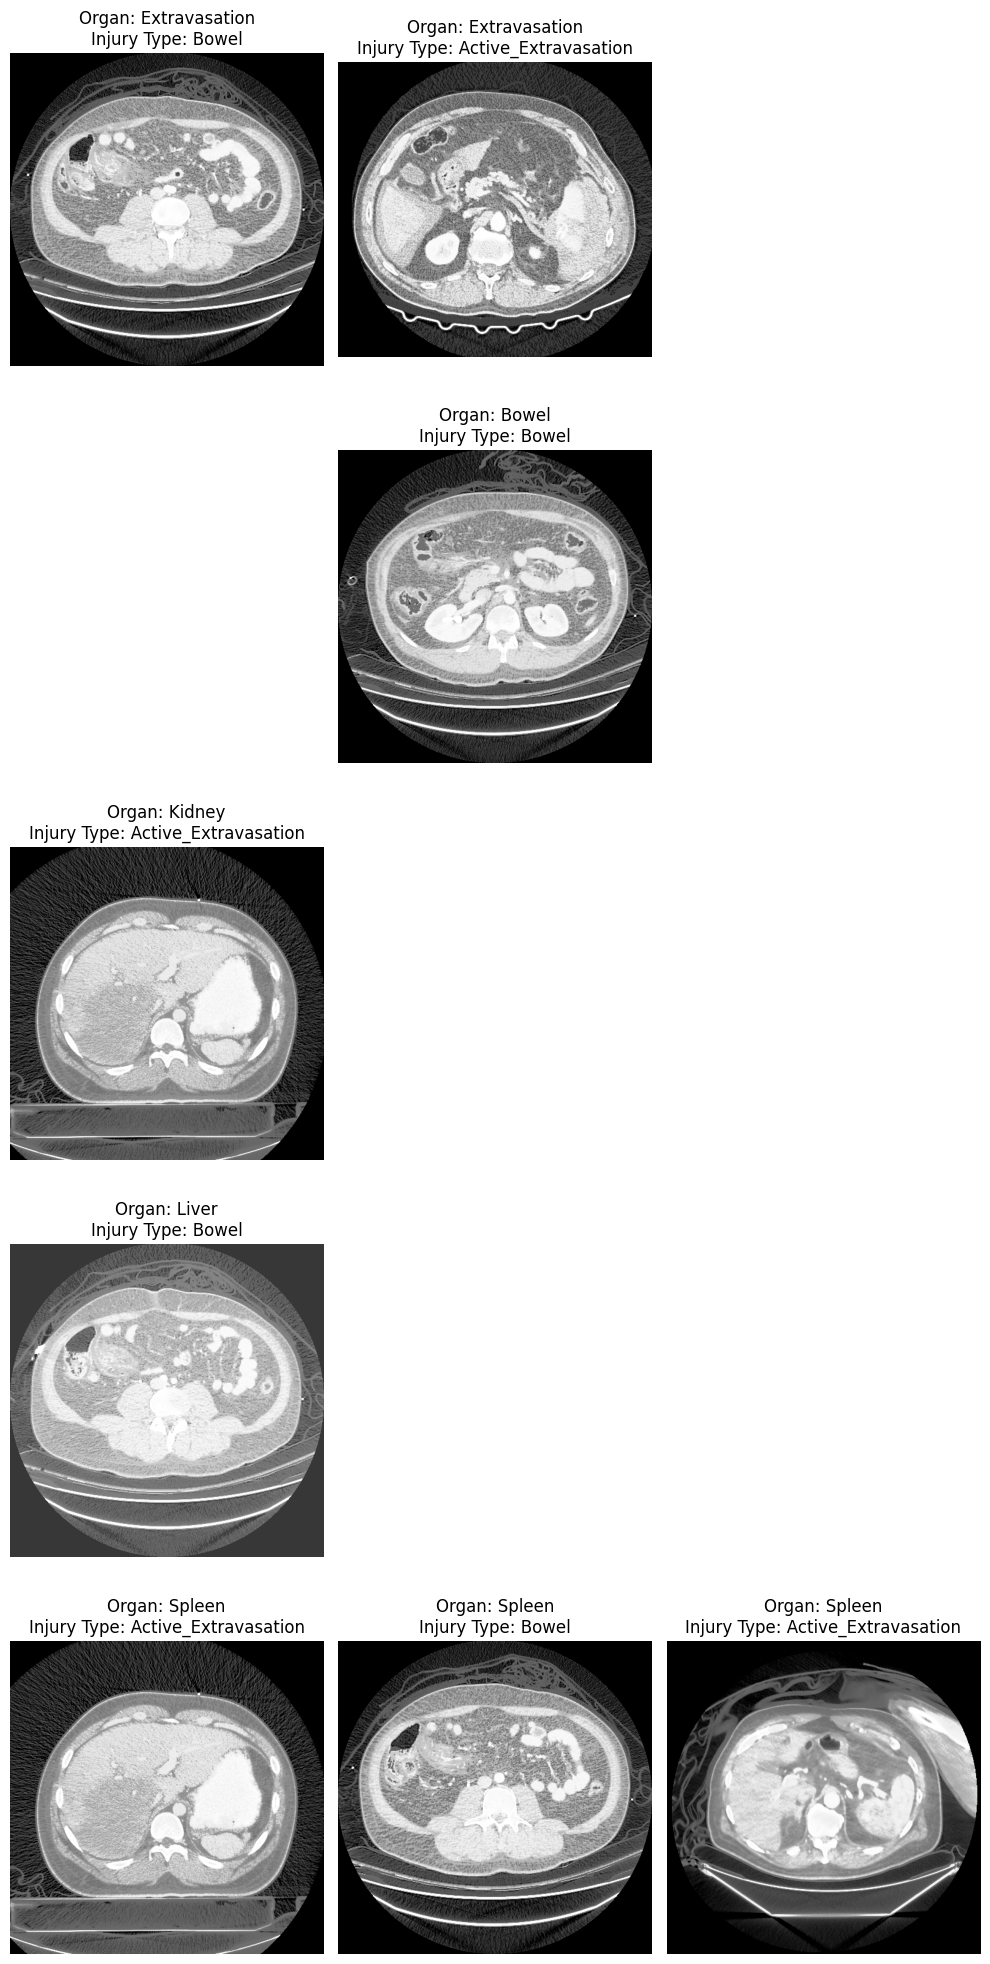 Organ: Extravasation
Injury Type: Bowel
Organ: Extravasation
Injury Type: Active_Extravasation
Organ: Bowel
Injury Type: Bowel
Organ: Kidney
Injury Type: Active_Extravasation
Organ: Liver
Injury Type: Bowel
Organ: Spleen
Injury Type: Active_Extravasation
Organ: Spleen
Injury Type: Bowel
Organ: Spleen
Injury Type: Active_Extravasation